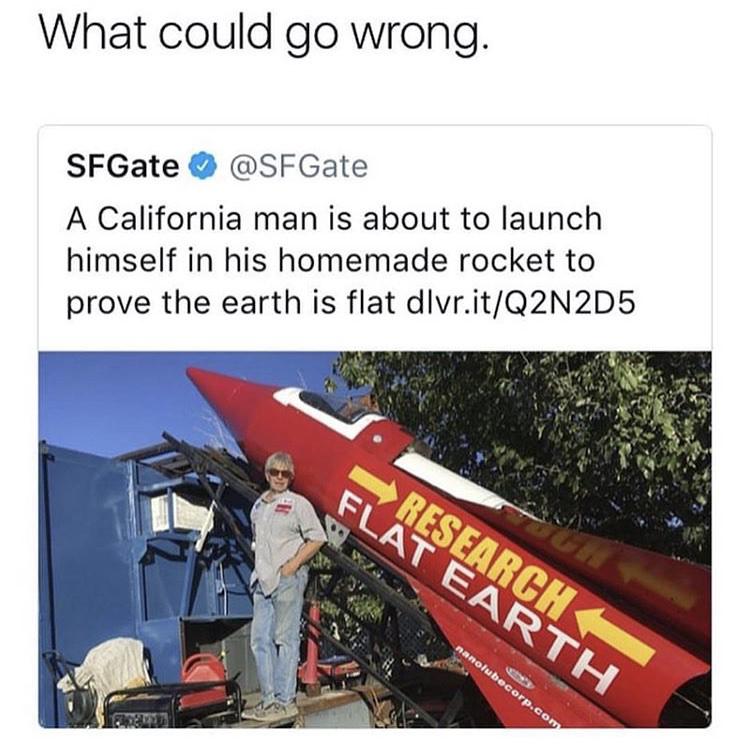 What could go wrong.
SFGate @SFGate
A California man is about to launch
himself in his homemade rocket to
prove the earth is flat dlvr.it/Q2N2D5
RESEARCH
FLAT EARTH
nanolubecorp.com